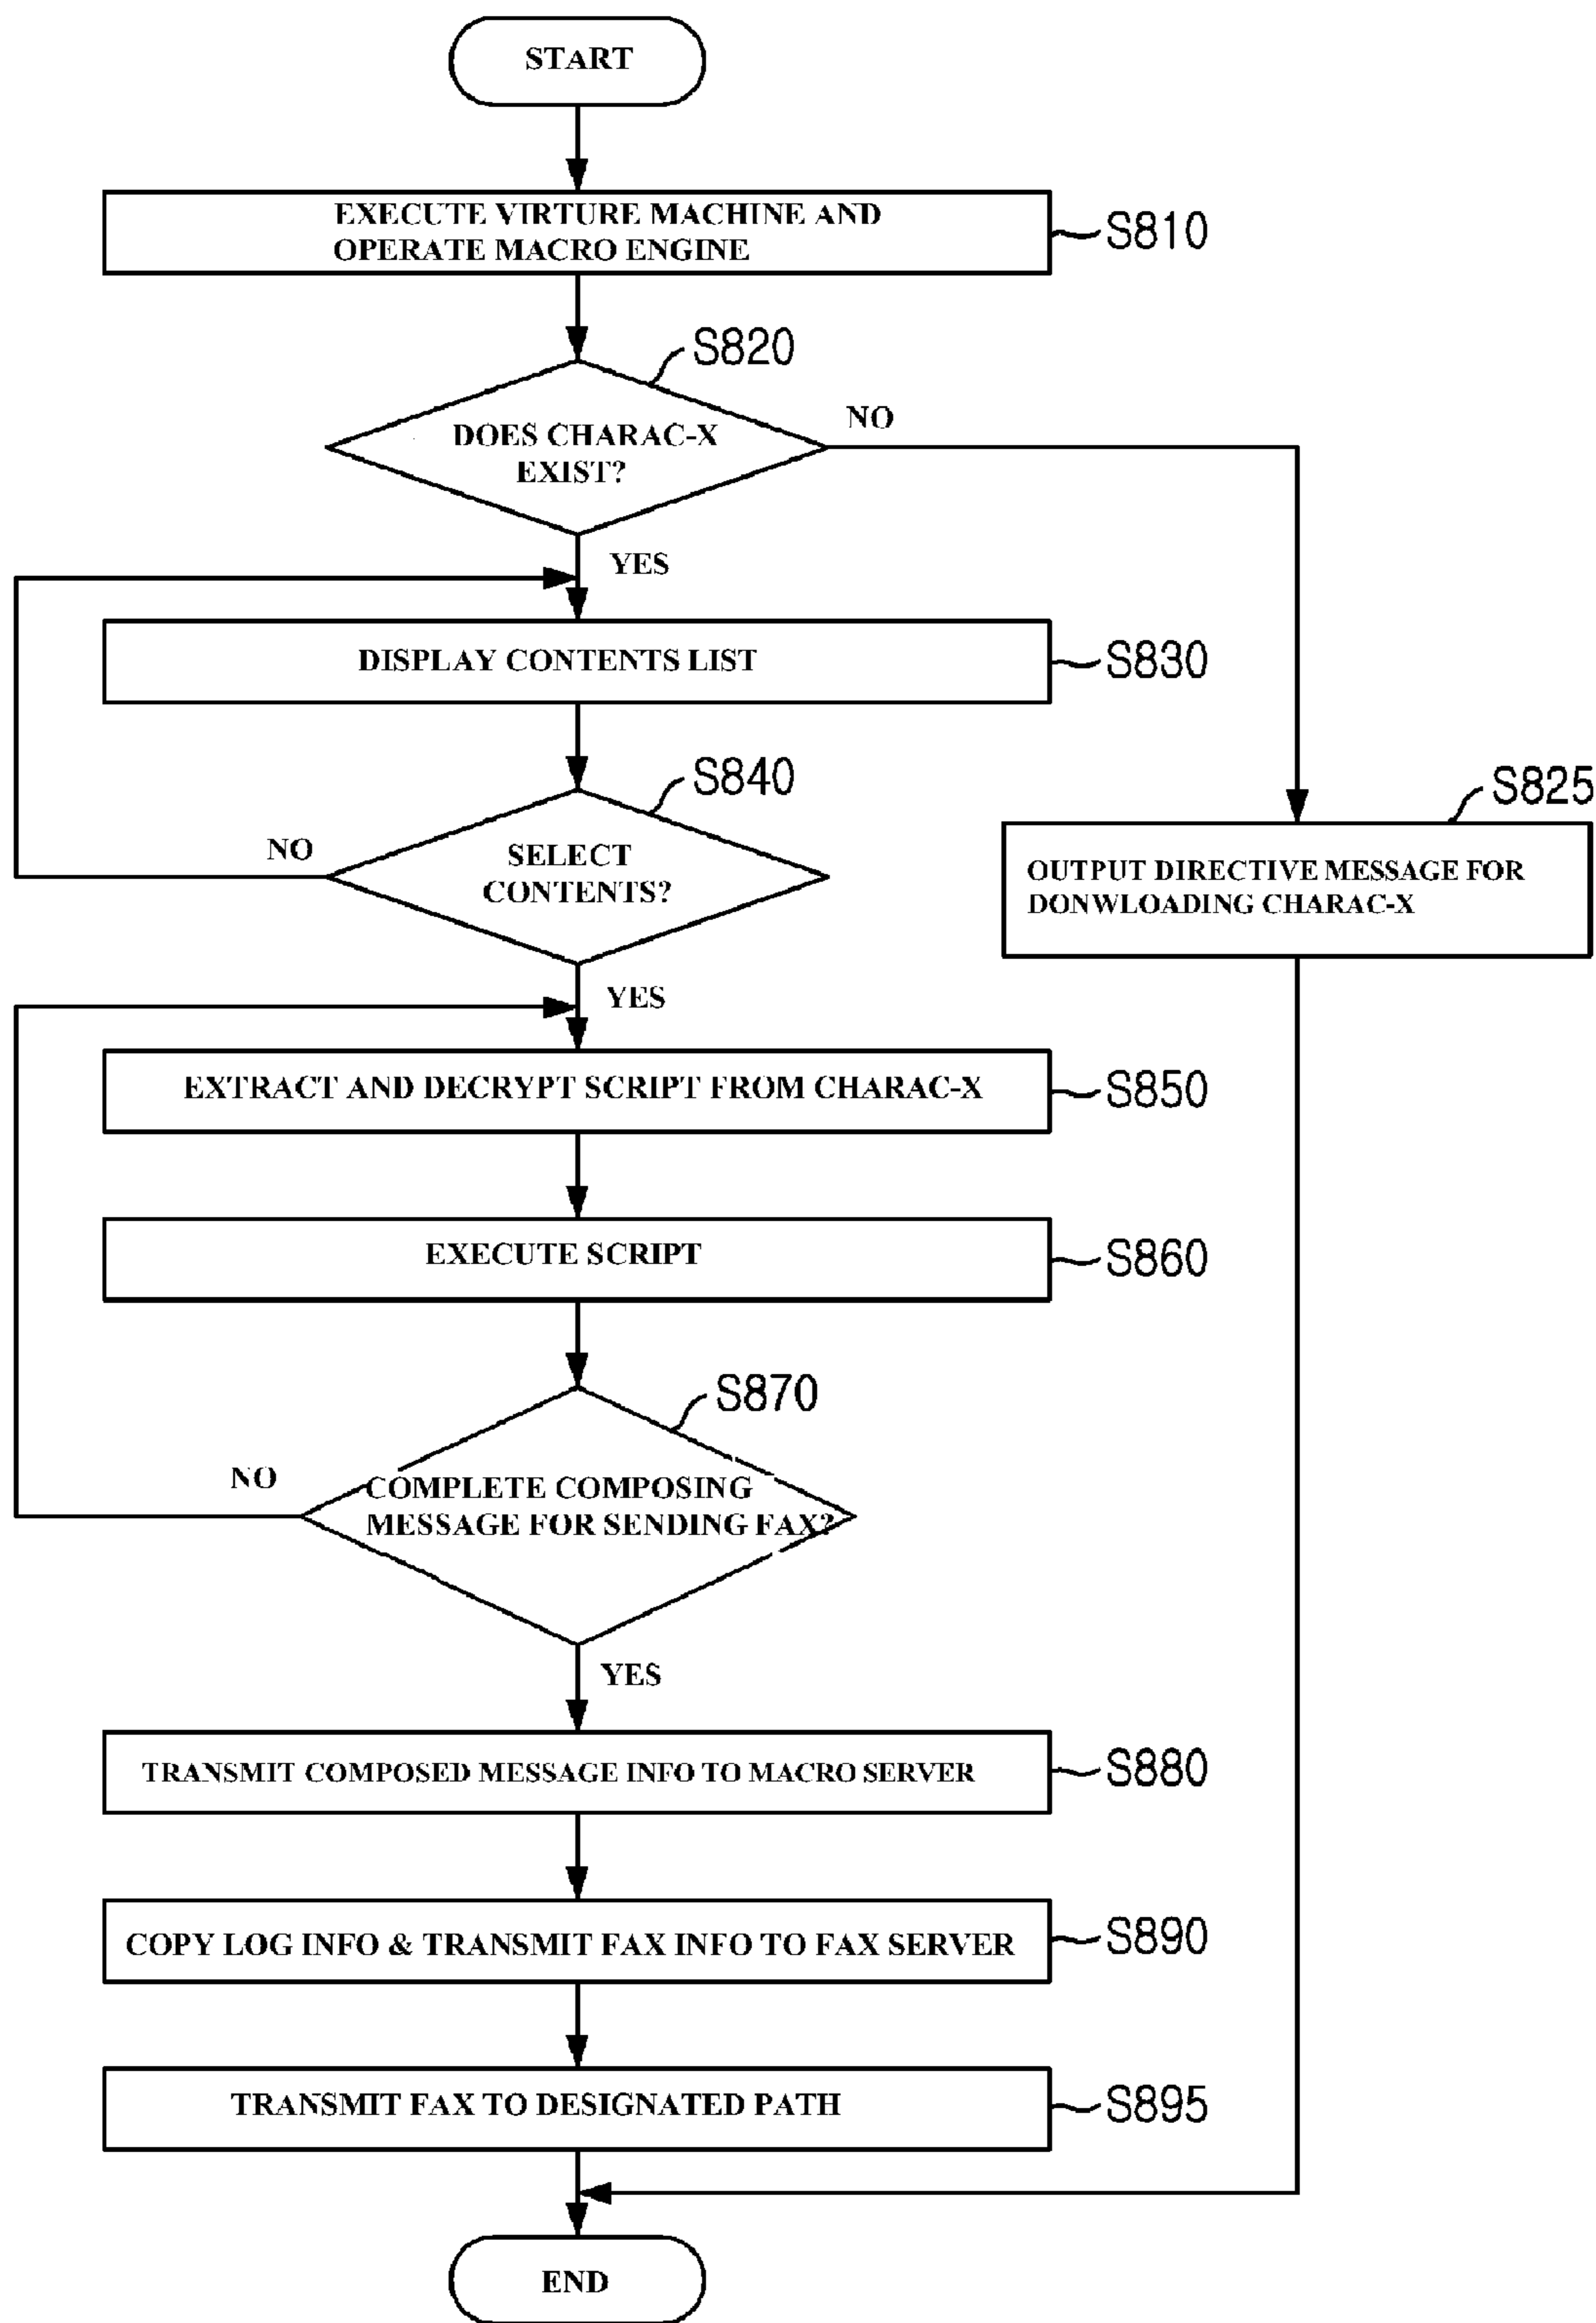 START
EXECUTE VIRTURE MACHINE AND
OPERATE MACRO ENGINE
S810
S820
DOES CHARAC-X
EXIST?
NO
YES
DISPLAY CONTENTS LIST
S830
S840
SELECT
CONTENTS?
NO
S825
OUTPUT DIRECTIVE MESSAGE FOR
DONWLOADING CHARAC-X
YES
EXTRACT AND DECRYPT SCRIPT FROM CHARAC-X
S850
EXECUTE SCRIPT
S860
S870
NO
COMPLETE COMPOSING
MESSAGE FOR SENDING FAX?
YES
TRANSMIT COMPOSED MESSAGE INFO TO MACRO SERVER
S880
COPY LOG INFO & TRANSMIT FAX INFO TO FAX SERVER
S890
TRANSMIT FAX TO DESIGNATED PATH
S895
END